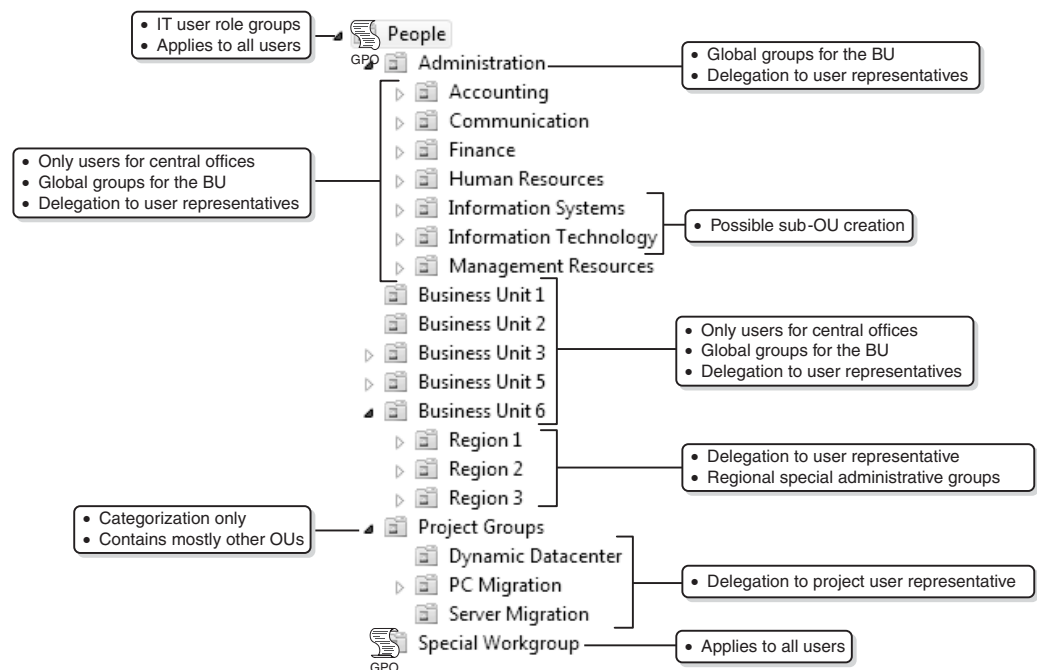 • IT user role groups
• Applies to all users
People
GPO
Administration
• Global groups for the BU
• Delegation to user representatives
Accounting
Communication
Finance
Human Resources
Information Systems
Information Technology
Management Resources
• Only users for central offices
• Global groups for the BU
• Delegation to user representatives
• Possible sub-OU creation
Business Unit 1
Business Unit 2
Business Unit 3
Business Unit 5
Business Unit 6
• Only users for central offices
• Global groups for the BU
• Delegation to user representatives
Region 1
Region 2
Region 3
• Delegation to user representative
• Regional special administrative groups
• Categorization only
• Contains mostly other OUs
Project Groups
Dynamic Datacenter
PC Migration
Server Migration
• Delegation to project user representative
Special Workgroup
GPO
• Applies to all users